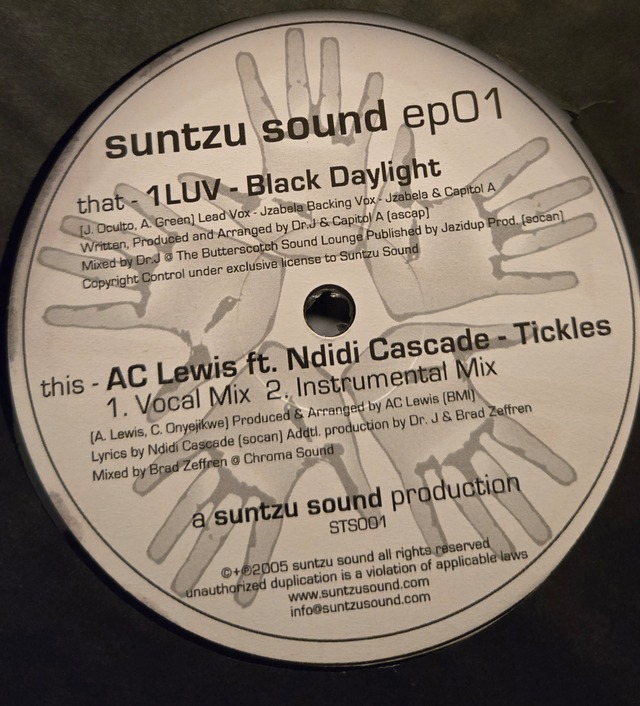 suntzu sound ep01
that - 1LUV - Black Daylight
[J. Oculto, A. Green] Lead Vox - Jzabela Backing Vox - Jzabela & Capitol A
Written, Produced and Arranged by Dr.J & Capitol A [ascap]
Mixed by Dr.J @ The Butterscotch Sound Lounge Published by Jazidup Prod. [socan]
Copyright Control under exclusive license to Suntzu Sound
this - AC Lewis ft. Ndidi Cascade - Tickles
1. Vocal Mix 2. Instrumental Mix
[A. Lewis, C. Onyejikwe] Produced & Arranged by AC Lewis [BMI]
Lyrics by Ndidi Cascade [socan] Addtl. production by Dr. J & Brad Zeffren
Mixed by Brad Zeffren @ Chroma Sound
a suntzu sound production
STS001
©+℗2005 suntzu sound all rights reserved
unauthorized duplication is a violation of applicable laws
www.suntzusound.com
info@suntzusound.com